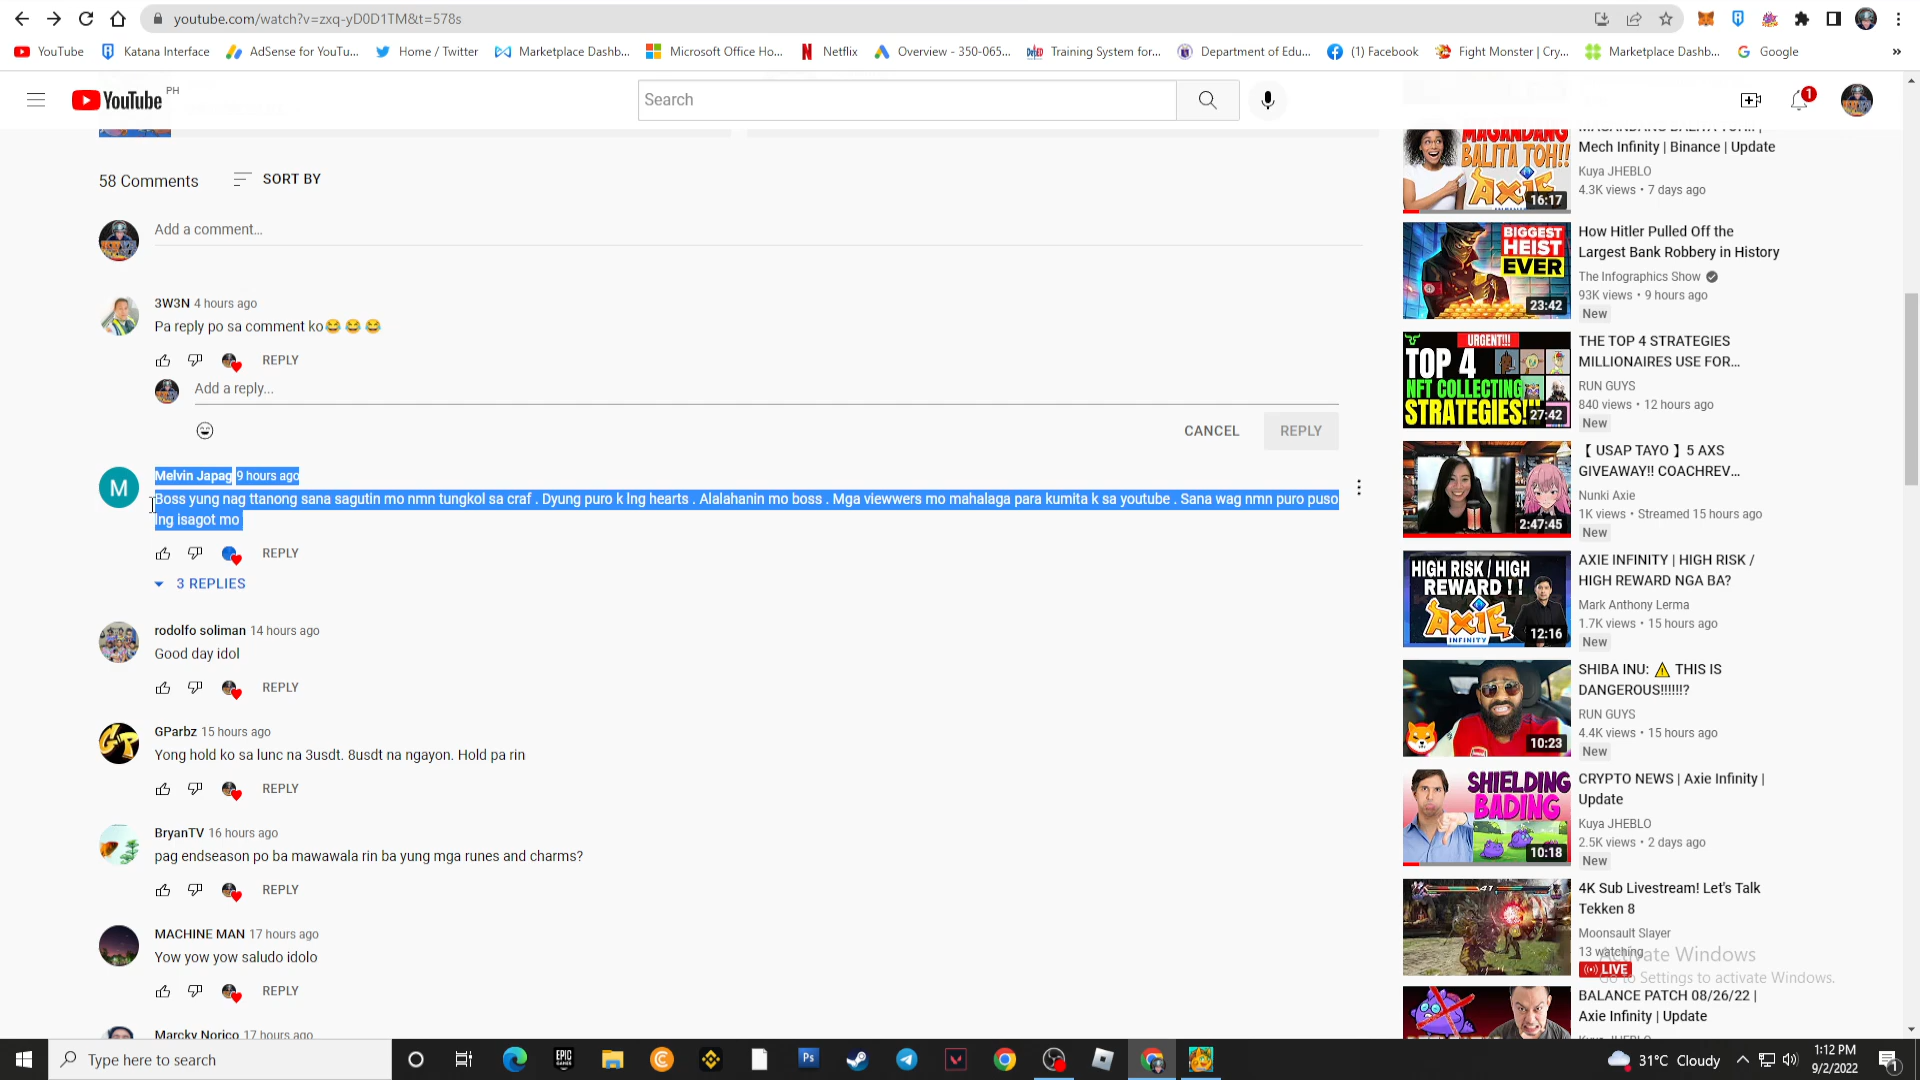 youtube.com/watch?v=zxq-yD0D1TM&t=578s
YouTube Katana Interface AdSense for YouTu... Home / Twitter Marketplace Dashb... Microsoft Office Ho... Netflix Overview - 350-065... Training System for... Department of Edu... (1) Facebook Fight Monster | Cry... Marketplace Dashb... Google »
YouTube PH
Search
1
58 Comments SORT BY
Add a comment...
3W3N 4 hours ago
Pa reply po sa comment ko😂 😂 😂
REPLY
Add a reply...
CANCEL REPLY
M
Melvin Japag 9 hours ago
Boss yung nag ttanong sana sagutin mo nmn tungkol sa craf . Dyung puro k lng hearts . Alalahanin mo boss . Mga viewwers mo mahalaga para kumita k sa youtube . Sana wag nmn puro puso
lng isagot mo
REPLY
3 REPLIES
rodolfo soliman 14 hours ago
Good day idol
REPLY
GP
GParbz 15 hours ago
Yong hold ko sa lunc na 3usdt. 8usdt na ngayon. Hold pa rin
REPLY
BryanTV 16 hours ago
pag endseason po ba mawawala rin ba yung mga runes and charms?
REPLY
MACHINE MAN 17 hours ago
Yow yow yow saludo idolo
REPLY
Marcky Norico 17 hours ago
MAGANDANG
BALITA TOH!!
AXIE
16:17
MAGANDANG BALITA TOH!! |
Mech Infinity | Binance | Update
Kuya JHEBLO
4.3K views • 7 days ago
BIGGEST
HEIST
EVER
23:42
How Hitler Pulled Off the
Largest Bank Robbery in History
The Infographics Show
93K views • 9 hours ago
New
URGENT!!!
TOP 4
NFT COLLECTING
STRATEGIES!"
27:42
THE TOP 4 STRATEGIES
MILLIONAIRES USE FOR...
RUN GUYS
840 views • 12 hours ago
New
2:47:45
【 USAP TAYO 】5 AXS
GIVEAWAY!! COACHREV...
Nunki Axie
1K views • Streamed 15 hours ago
New
HIGH RISK / HIGH
REWARD ! !
AXIE
INFINITY
12:16
AXIE INFINITY | HIGH RISK /
HIGH REWARD NGA BA?
Mark Anthony Lerma
1.7K views • 15 hours ago
New
10:23
SHIBA INU: ⚠ THIS IS
DANGEROUS!!!!!!?
RUN GUYS
4.4K views • 15 hours ago
New
SHIELDING
BADING
10:18
CRYPTO NEWS | Axie Infinity |
Update
Kuya JHEBLO
2.5K views • 2 days ago
New
41
4K Sub Livestream! Let's Talk
Tekken 8
Moonsault Slayer
13 watching
LIVE
Activate Windows
Go to Settings to activate Windows.
BALANCE PATCH 08/26/22 |
Axie Infinity | Update
Type here to search
EPIC GAMES
Ps
31°C Cloudy
1:12 PM
9/2/2022
1